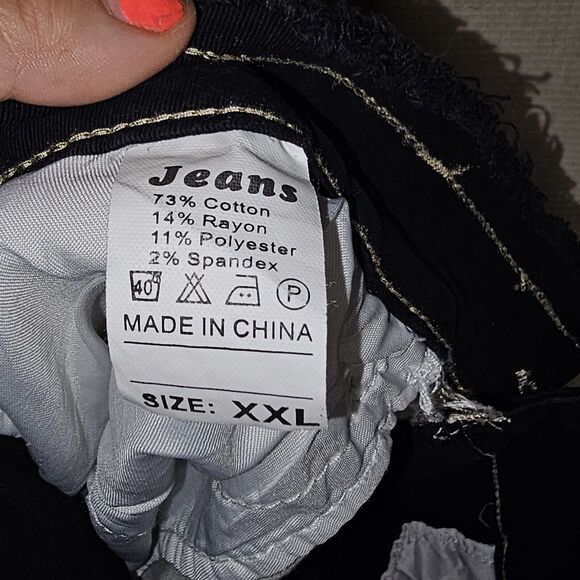 Jeans
73% Cotton
14% Rayon
11% Polyester
2% Spandex
40° P
MADE IN CHINA
SIZE: XXL